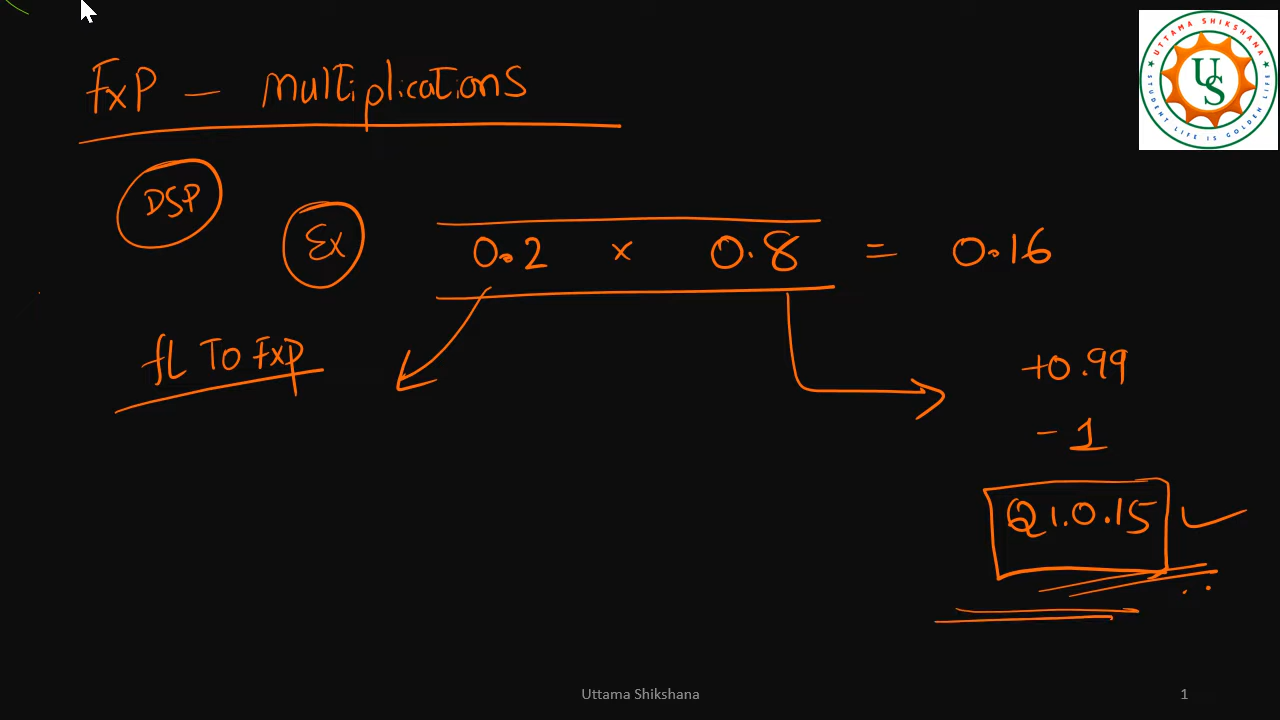 FxP - multiplications
UTTAMA SHIKSHANA
US
STUDENT LIFE IS GOLDEN LIFE
DSP
Ex
0.2 x 0.8 = 0.16
fL TO FxP
+0.99
- 1
Q1.0.15
Uttama Shikshana
1